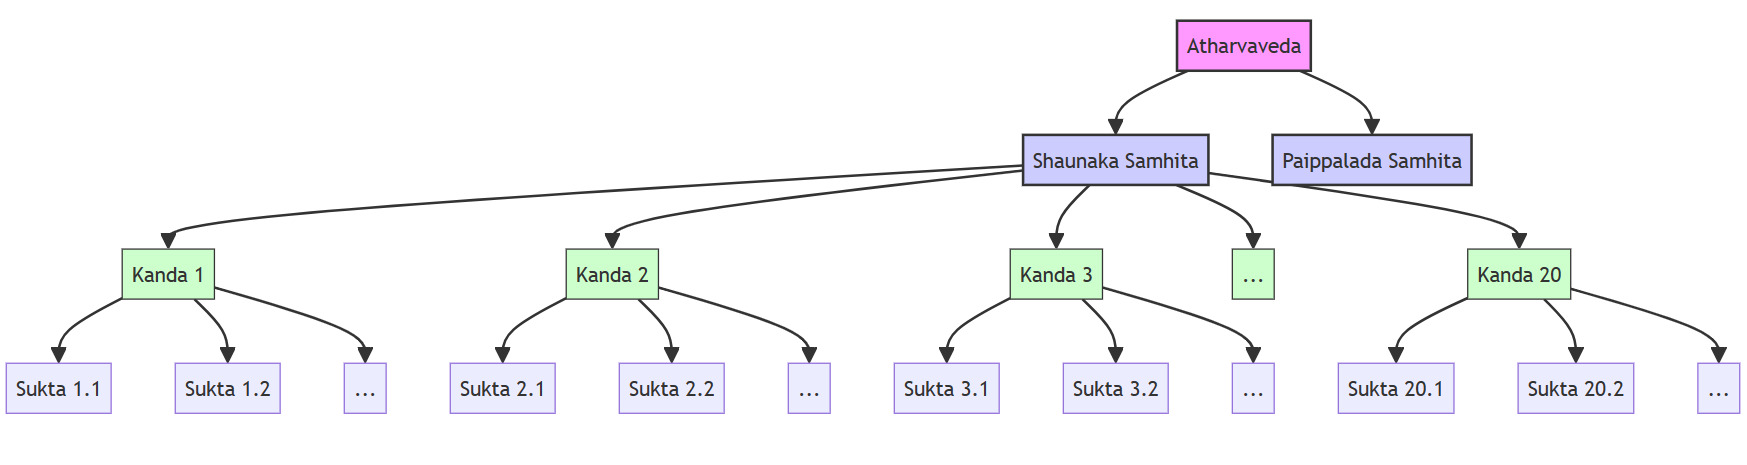 Atharvaveda
Shaunaka Samhita
Paippalada Samhita
Kanda 1
Kanda 2
Kanda 3
...
Kanda 20
Sukta 1.1
Sukta 1.2
...
Sukta 2.1
Sukta 2.2
...
Sukta 3.1
Sukta 3.2
...
Sukta 20.1
Sukta 20.2
...